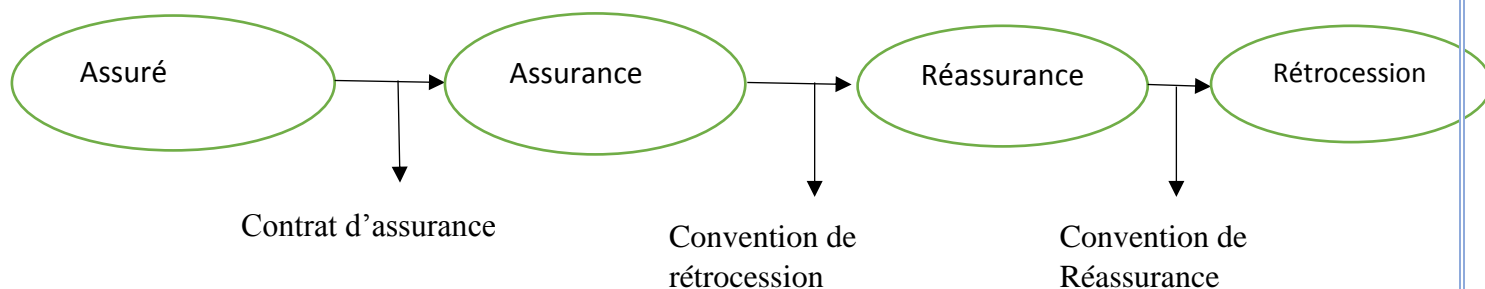 Assuré
Assurance
Réassurance
Rétrocession
Contrat d’assurance
Convention de
rétrocession
Convention de
Réassurance